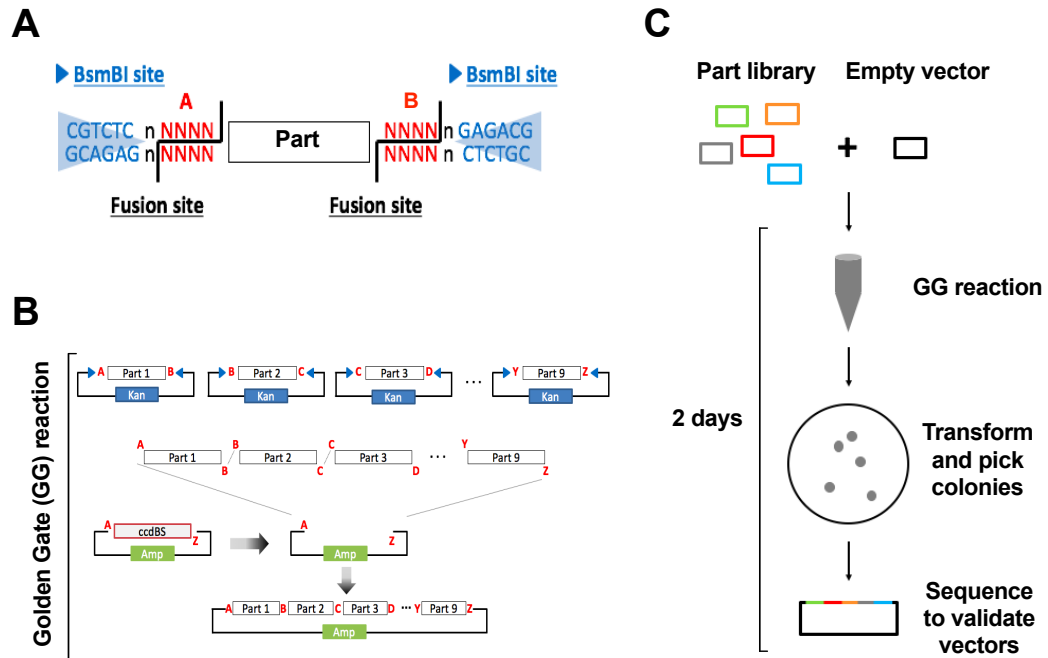 A
BsmBI site
BsmBI site
A
B
CGTCTC n NNNN
Part
NNNN n GAGACG
GCAGAG n NNNN
NNNN n CTCTGC
Fusion site
Fusion site
B
Golden Gate (GG) reaction
A Part 1 B
B Part 2 C
C Part 3 D
...
Y Part 9 Z
Kan
Kan
Kan
Kan
A
B
C
Y
Part 1
Part 2
Part 3
...
Part 9
B
C
D
Z
A
ccdBS
Z
Amp
A
Z
Amp
A Part 1 B Part 2 C Part 3 D ... Y Part 9 Z
Amp
C
Part library
Empty vector
+
2 days
GG reaction
Transform
and pick
colonies
Sequence
to validate
vectors